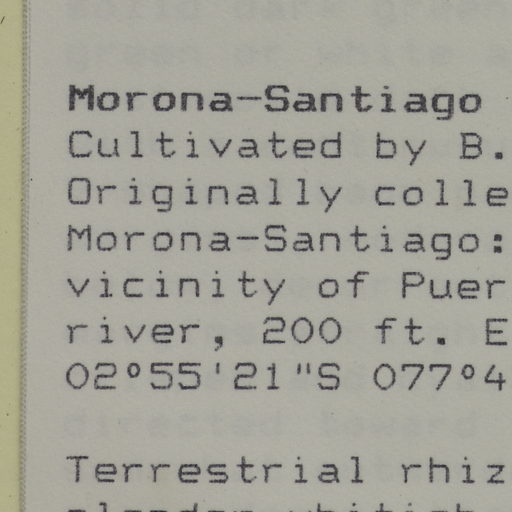 Morona-Santiago
Cultivated by B.
Originally colle
Morona-Santiago:
vicinity of Puer
river, 200 ft. E
02°55'21"S 077°4
Terrestrial rhiz